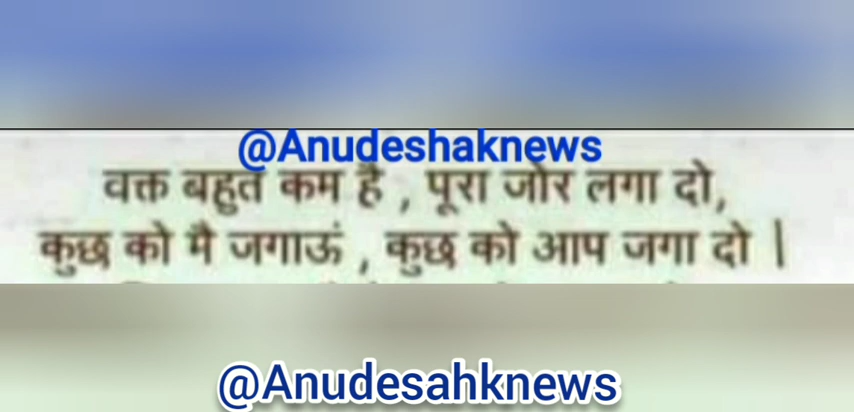 @Anudeshaknews
वक्त बहुत कम है , पूरा जोर लगा दो,
कुछ को मै जगाऊं , कुछ को आप जगा दो |
@Anudesahknews